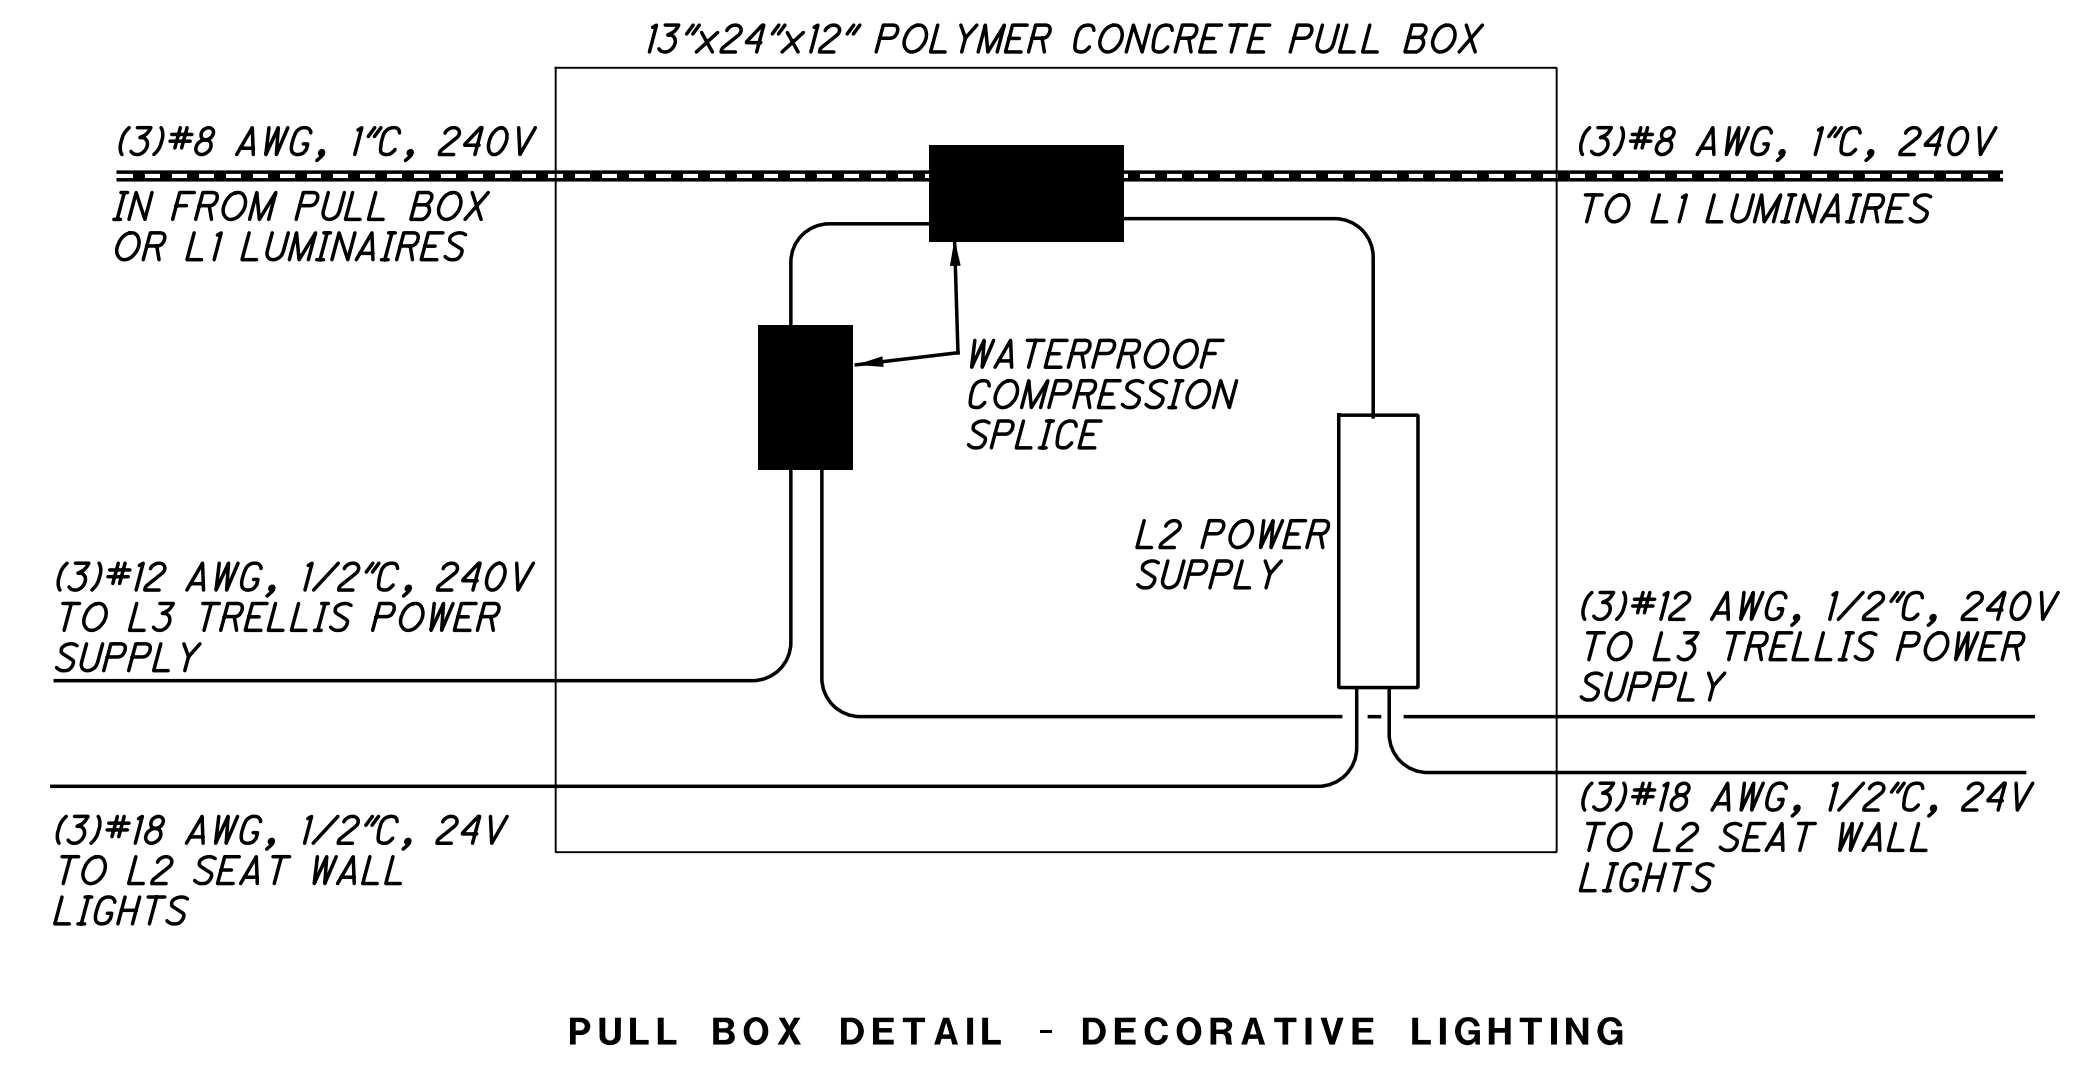 13"x24"x12" POLYMER CONCRETE PULL BOX
(3)#8 AWG, 1"C, 240V
IN FROM PULL BOX
OR L1 LUMINAIRES
(3)#8 AWG, 1"C, 240V
TO L1 LUMINAIRES
WATERPROOF
COMPRESSION
SPLICE
L2 POWER
SUPPLY
(3)#12 AWG, 1/2"C, 240V
TO L3 TRELLIS POWER
SUPPLY
(3)#12 AWG, 1/2"C, 240V
TO L3 TRELLIS POWER
SUPPLY
(3)#18 AWG, 1/2"C, 24V
TO L2 SEAT WALL
LIGHTS
(3)#18 AWG, 1/2"C, 24V
TO L2 SEAT WALL
LIGHTS
PULL BOX DETAIL - DECORATIVE LIGHTING